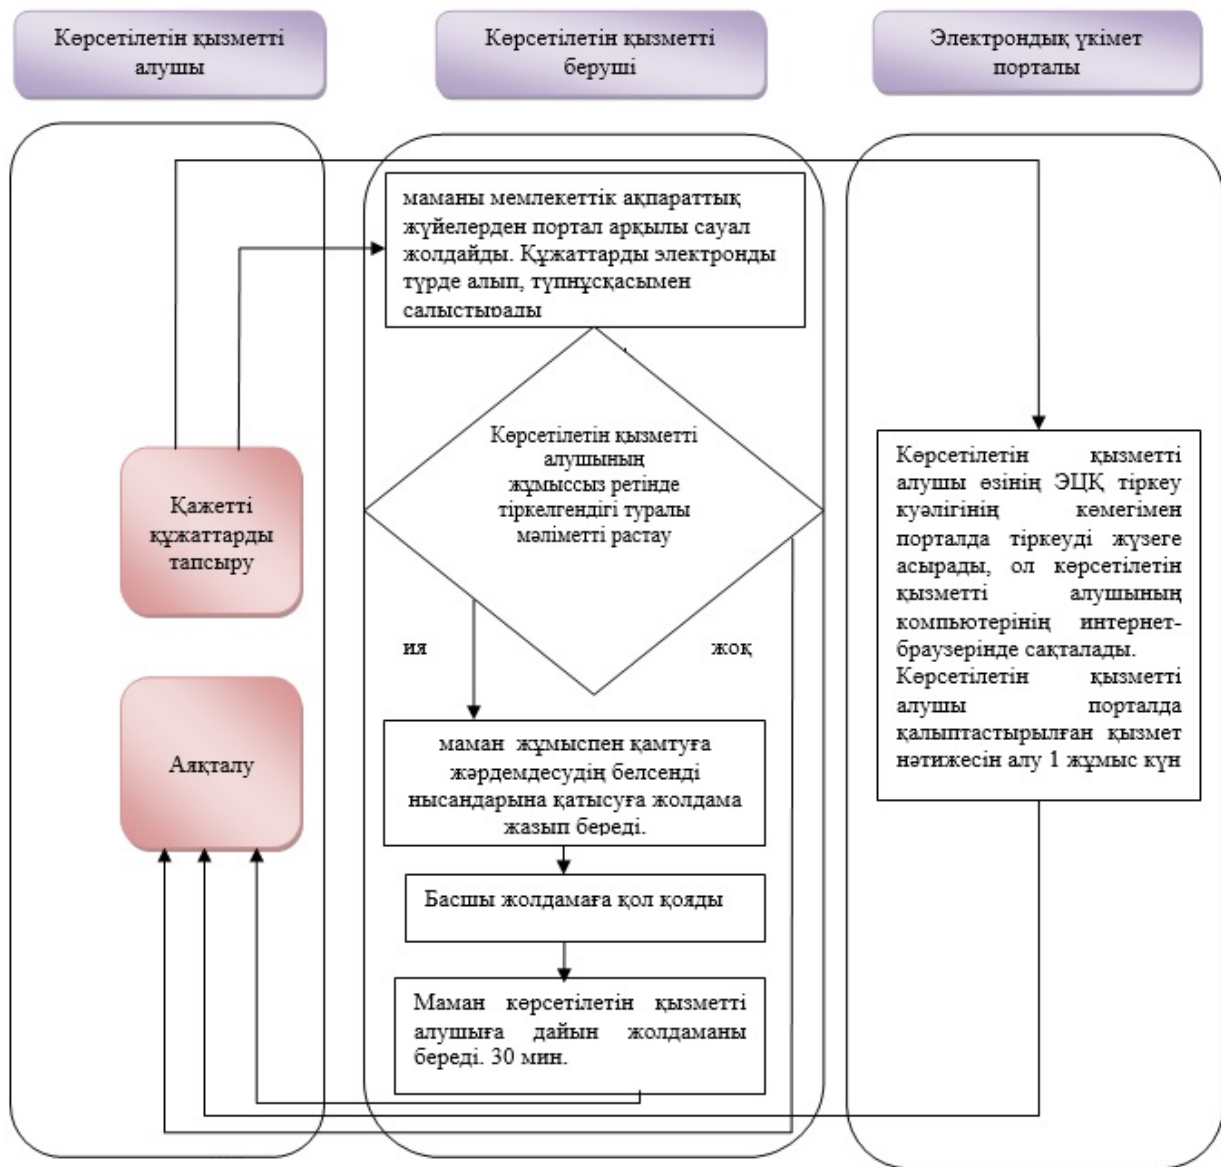 Көрсетілетін қызметті
алушы
Көрсетілетін қызметті
беруші
Электрондық үкімет
порталы
маманы мемлекеттік ақпараттық
жүйелерден портал арқылы сауал
жолдайды. Құжаттарды электронды
түрде алып, түпнұсқасымен
салыстырады
Көрсетілетін қызметті
алушының
жұмыссыз ретінде
тіркелгендігі туралы
мәліметті растау
Қажетті
құжаттарды
тапсыру
Көрсетілетін қызметті
алушы өзінің ЭЦҚ тіркеу
куәлігінің көмегімен
порталда тіркеуді жүзеге
асырады, ол көрсетілетін
қызметті алушының
компьютерінің интернет-
браузерінде сақталады.
Көрсетілетін қызметті
алушы порталда
қалыптастырылған қызмет
нәтижесін алу 1 жұмыс күн
ия
жоқ
Аяқталу
маман жұмыспен қамтуға
жәрдемдесудің белсенді
нысандарына қатысуға жолдама
жазып береді.
Басшы жолдамаға қол қояды
Маман көрсетілетін қызметті
алушыға дайын жолдаманы
береді. 30 мин.